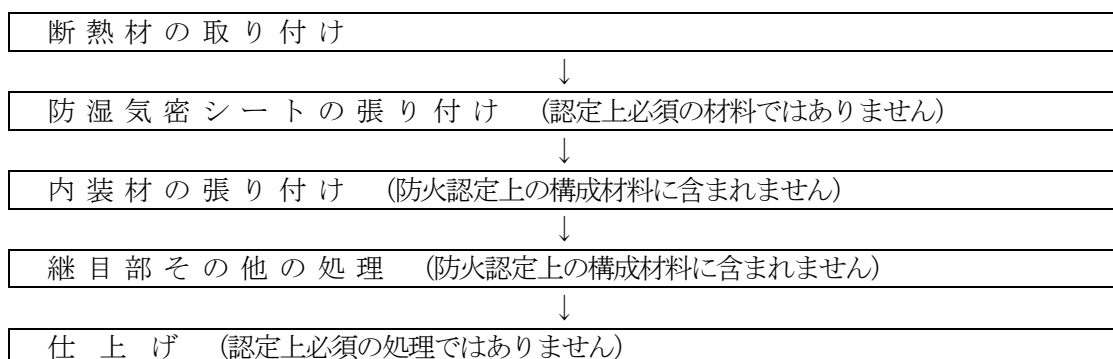 断熱材の取り付け
↓
防湿気密シートの張り付け (認定上必須の材料ではありません)
↓
内装材の張り付け (防火認定上の構成材料に含まれません)
↓
継目部その他の処理 (防火認定上の構成材料に含まれません)
↓
仕上げ (認定上必須の処理ではありません)